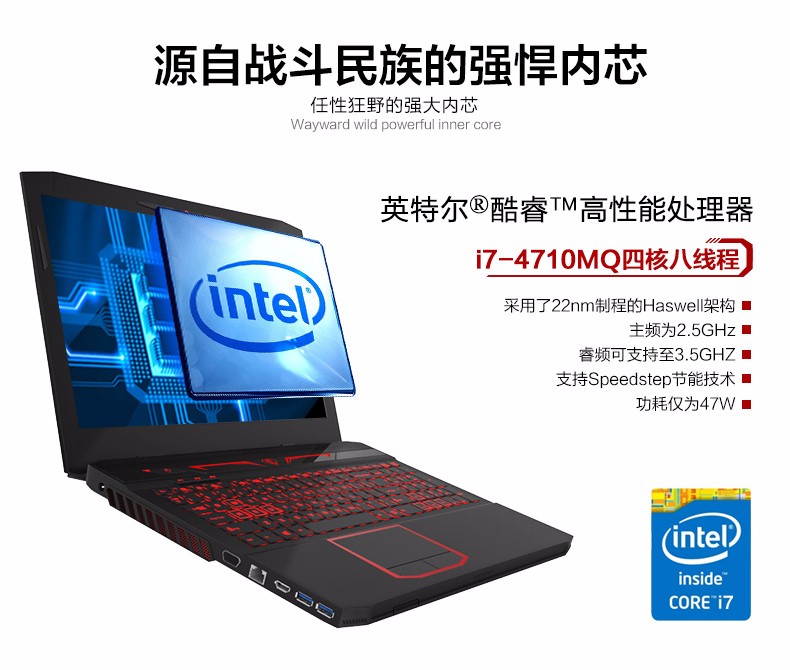 源自战斗民族的强悍内芯
任性狂野的强大内芯
Wayward wild powerful inner core
英特尔®酷睿™高性能处理器
i7-4710MQ四核八线程
采用了22nm制程的Haswell架构
主频为2.5GHz
睿频可支持至3.5GHZ
支持Speedstep节能技术
功耗仅为47W
intel®
intel®
inside™
CORE™i7